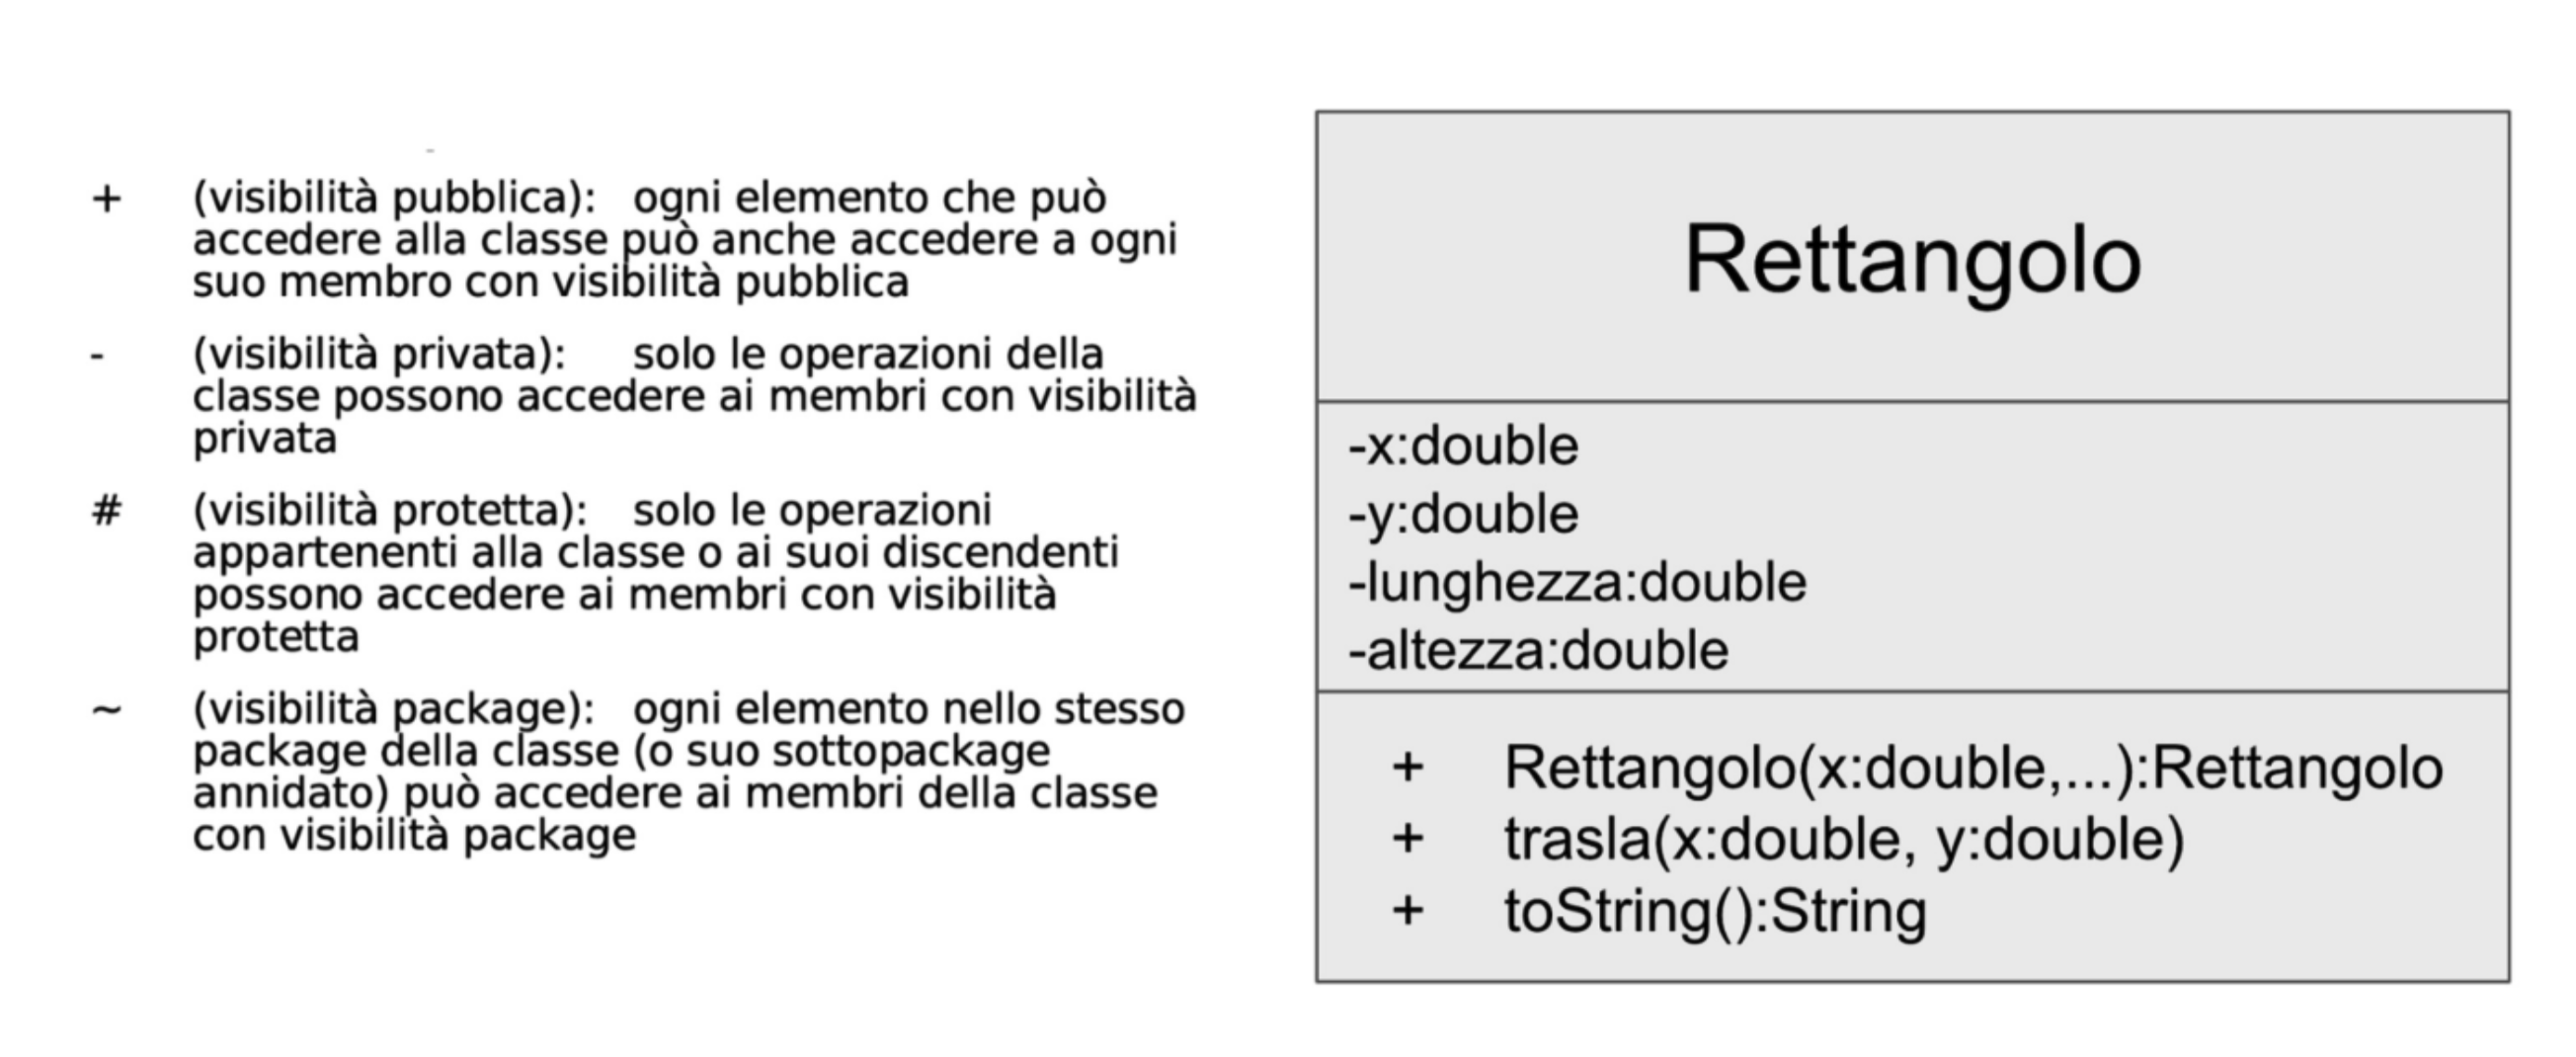 + (visibilità pubblica): ogni elemento che può
accedere alla classe può anche accedere a ogni
suo membro con visibilità pubblica
- (visibilità privata): solo le operazioni della
classe possono accedere ai membri con visibilità
privata
# (visibilità protetta): solo le operazioni
appartenenti alla classe o ai suoi discendenti
possono accedere ai membri con visibilità
protetta
~ (visibilità package): ogni elemento nello stesso
package della classe (o suo sottopackage
annidato) può accedere ai membri della classe
con visibilità package
Rettangolo
-x:double
-y:double
-lunghezza:double
-altezza:double
+ Rettangolo(x:double,...):Rettangolo
+ trasla(x:double, y:double)
+ toString():String